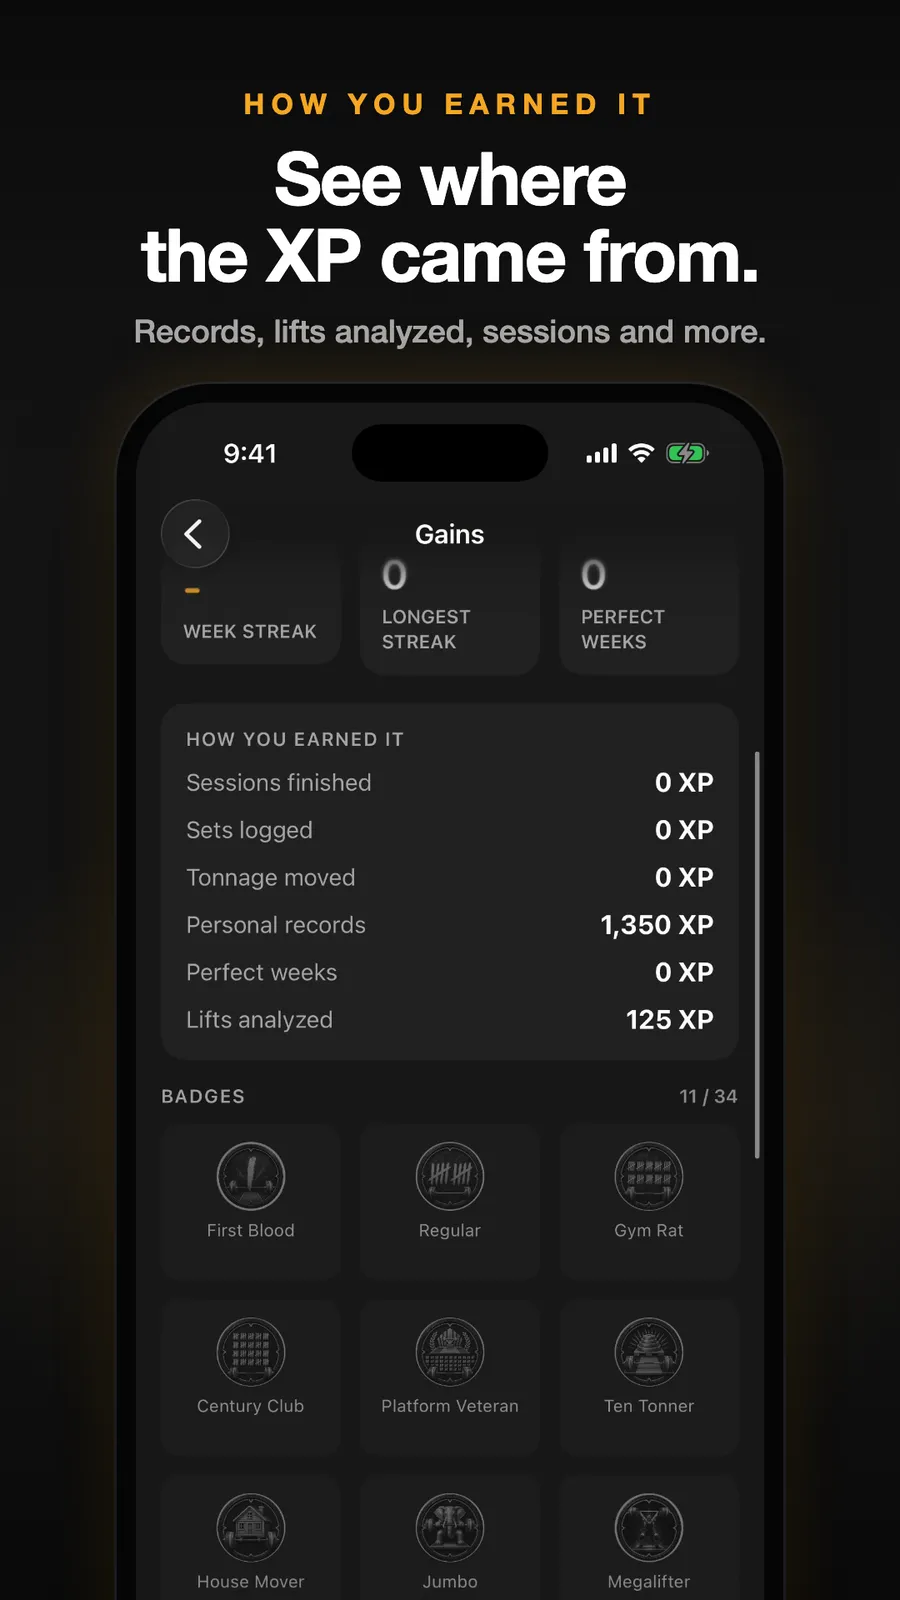 HOW YOU EARNED IT
See where
the XP came from.
Records, lifts analyzed, sessions and more.
9:41
Gains
-
WEEK STREAK
0
LONGEST
STREAK
0
PERFECT
WEEKS
HOW YOU EARNED IT
Sessions finished 0 XP
Sets logged 0 XP
Tonnage moved 0 XP
Personal records 1,350 XP
Perfect weeks 0 XP
Lifts analyzed 125 XP
BADGES 11 / 34
First Blood Regular Gym Rat
Century Club Platform Veteran Ten Tonner
House Mover Jumbo Megalifter